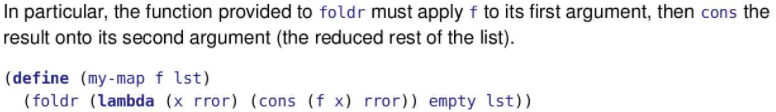 In particular, the function provided to foldr must apply f to its first argument, then cons the
result onto its second argument (the reduced rest of the list).
(define (my-map f lst)
  (foldr (lambda (x rror) (cons (f x) rror)) empty lst))